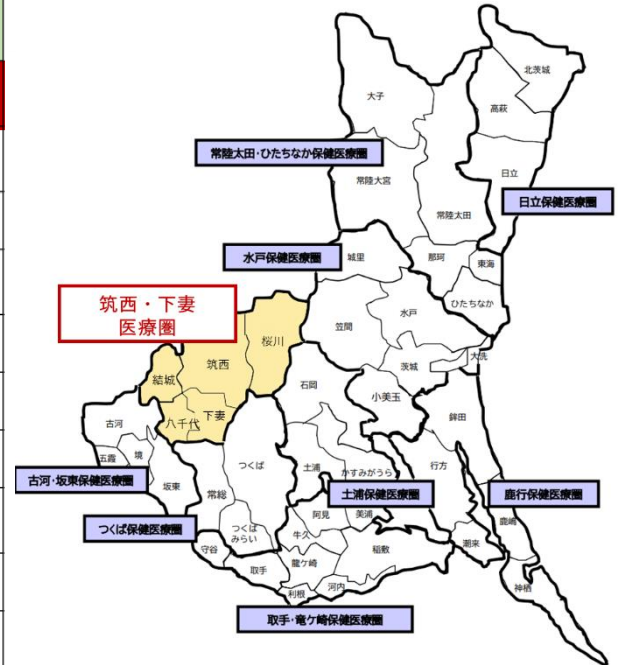 北茨城
大子
高萩
常陸太田・ひたちなか保健医療圏
日立
常陸大宮
日立保健医療圏
常陸太田
水戸保健医療圏
城里
那珂
東海
筑西・下妻
医療圏
ひたちなか
水戸
笠間
桜川
大洗
筑西
茨城
結城
石岡
小美玉
八千代
下妻
鉾田
古河
五霞
境
つくば
土浦
かすみがうら
行方
古河・坂東保健医療圏
坂東
常総
土浦保健医療圏
鹿行保健医療圏
つくば保健医療圏
つくば
みらい
阿見
美浦
鹿嶋
牛久
守谷
取手
龍ケ崎
稲敷
潮来
利根
河内
神栖
取手・竜ケ崎保健医療圏